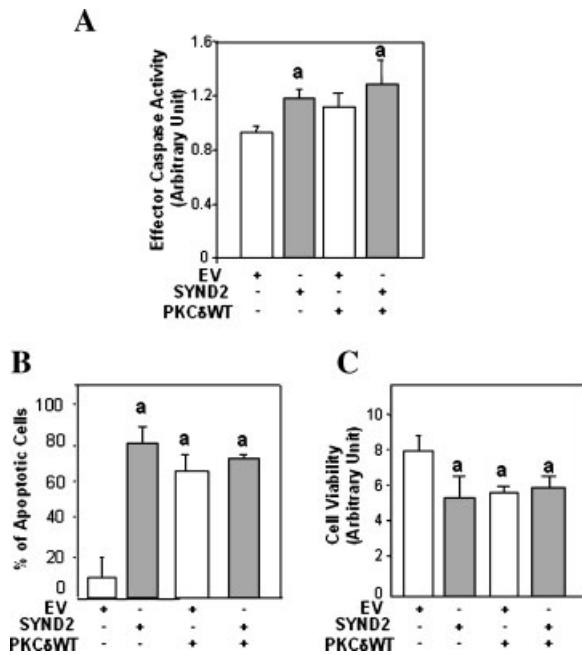 A
Effector Caspase Activity
(Arbitrary Unit)
1.6
1.2
0.8
0.4
0
a
a
EV + - + -
SYND2 - + - +
PKCδWT - - + +
B
% of Apoptotic Cells
100
80
60
40
20
0
a
a
a
EV + - + -
SYND2 - + - +
PKCδWT - - + +
C
Cell Viability
(Arbitrary Unit)
10
8
6
4
2
0
a
a
a
EV + - + -
SYND2 - + - +
PKCδWT - - + +